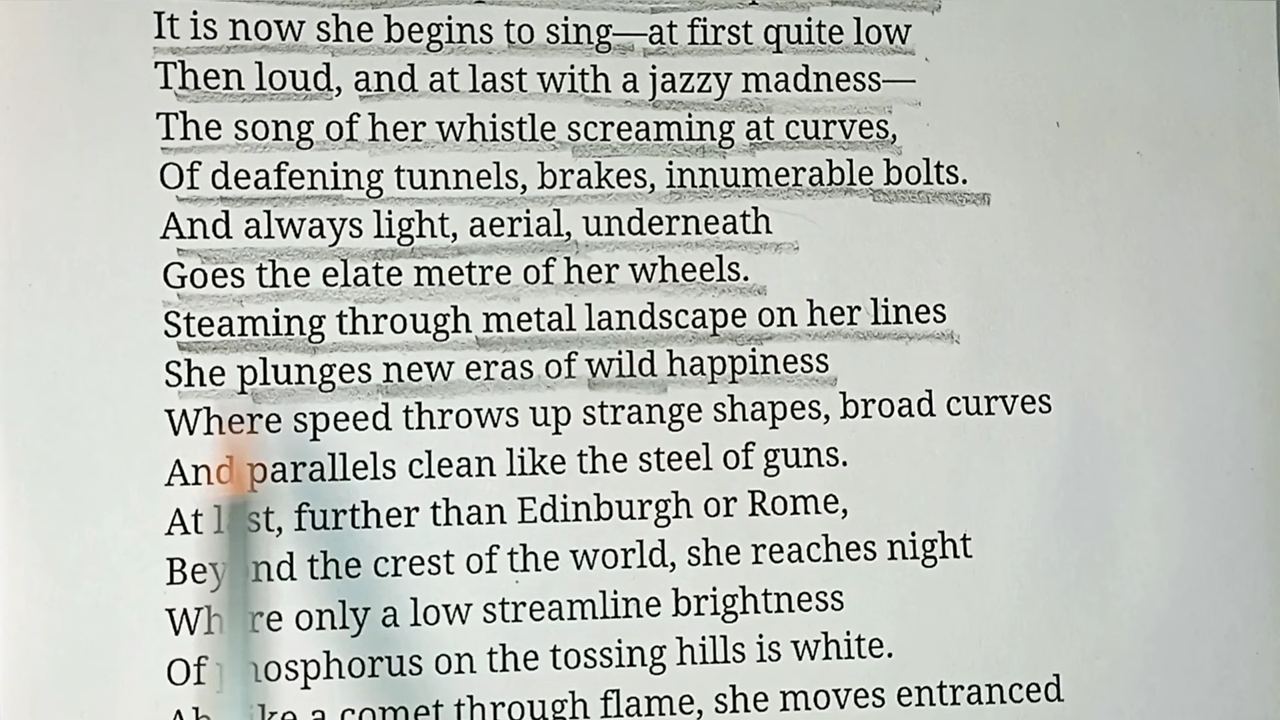 It is now she begins to sing—at first quite low
Then loud, and at last with a jazzy madness—
The song of her whistle screaming at curves,
Of deafening tunnels, brakes, innumerable bolts.
And always light, aerial, underneath
Goes the elate metre of her wheels.
Steaming through metal landscape on her lines
She plunges new eras of wild happiness
Where speed throws up strange shapes, broad curves
And parallels clean like the steel of guns.
At last, further than Edinburgh or Rome,
Beyond the crest of the world, she reaches night
Where only a low streamline brightness
Of phosphorus on the tossing hills is white.
Ah, like a comet through flame, she moves entranced